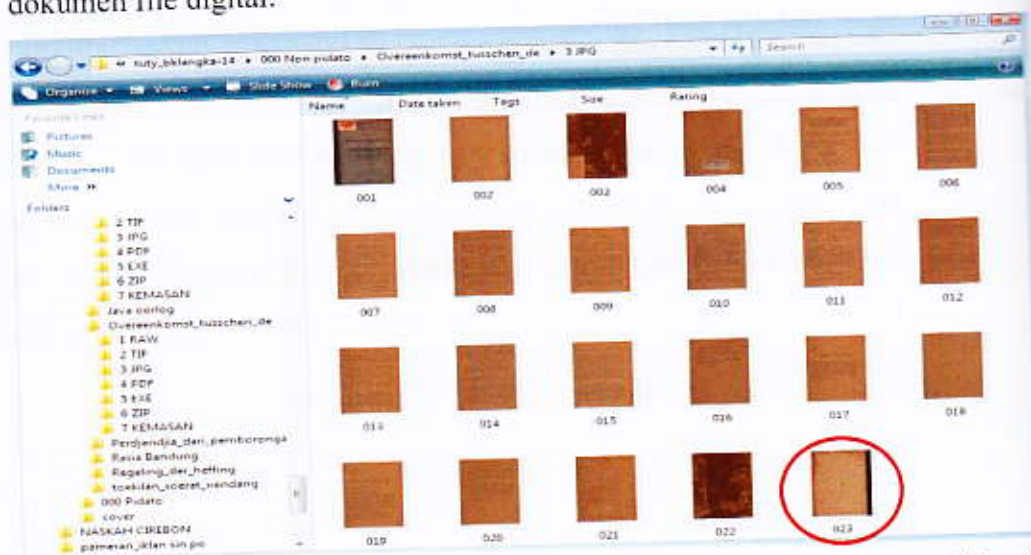 dokumen file digital.
tuty_bklangka-14 ▸ 000 Non pidato ▸ Overeenkomst_tusschen_de ▸ 3 JPG
Search
Organize Views Slide Show Burn
Name Date taken Tags Size Rating
Favorite Links
Pictures
Music
Documents
More »
Folders
2 TIF
3 JPG
4 PDF
5 EXE
6 ZIP
7 KEMASAN
Java oorlog
Overeenkomst_tusschen_de
1 RAW
2 TIF
3 JPG
4 PDF
5 EXE
6 ZIP
7 KEMASAN
Perdjandjia_dari_pemboronga
Rasia Bandung
Regeling_der_heffing
toekilan_soerat_oendang
000 Pidato
cover
NASKAH CIREBON
pameran_iklan sin po
001 002 003 004 005 006
007 008 009 010 011 012
013 014 015 016 017 018
019 020 021 022 023